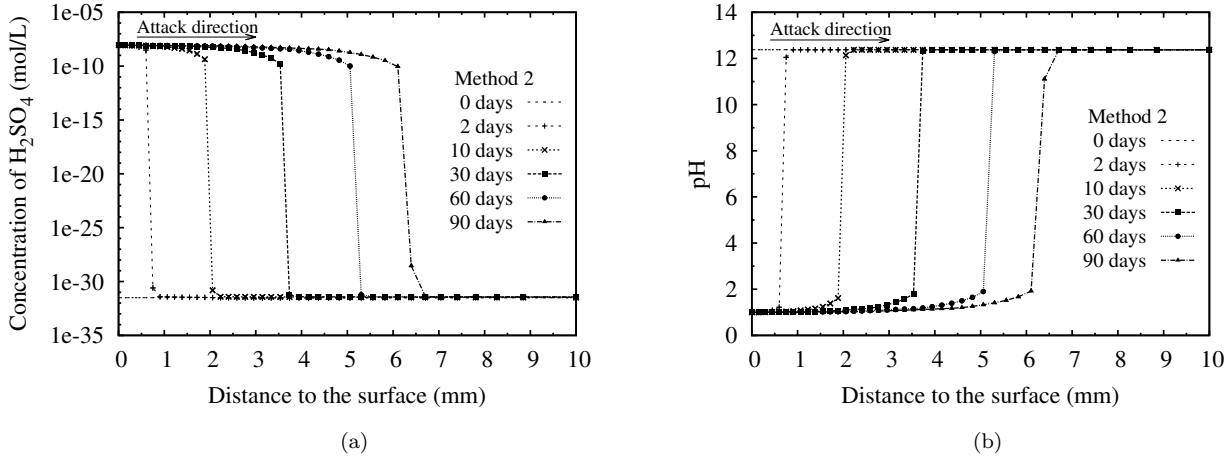 Concentration of H2SO4 (mol/L)
1e-05
1e-10
1e-15
1e-20
1e-25
1e-30
1e-35
Attack direction
Method 2
0 days
2 days
10 days
30 days
60 days
90 days
0 1 2 3 4 5 6 7 8 9 10
Distance to the surface (mm)
(a)
pH
14
12
10
8
6
4
2
0
Attack direction
Method 2
0 days
2 days
10 days
30 days
60 days
90 days
0 1 2 3 4 5 6 7 8 9 10
Distance to the surface (mm)
(b)